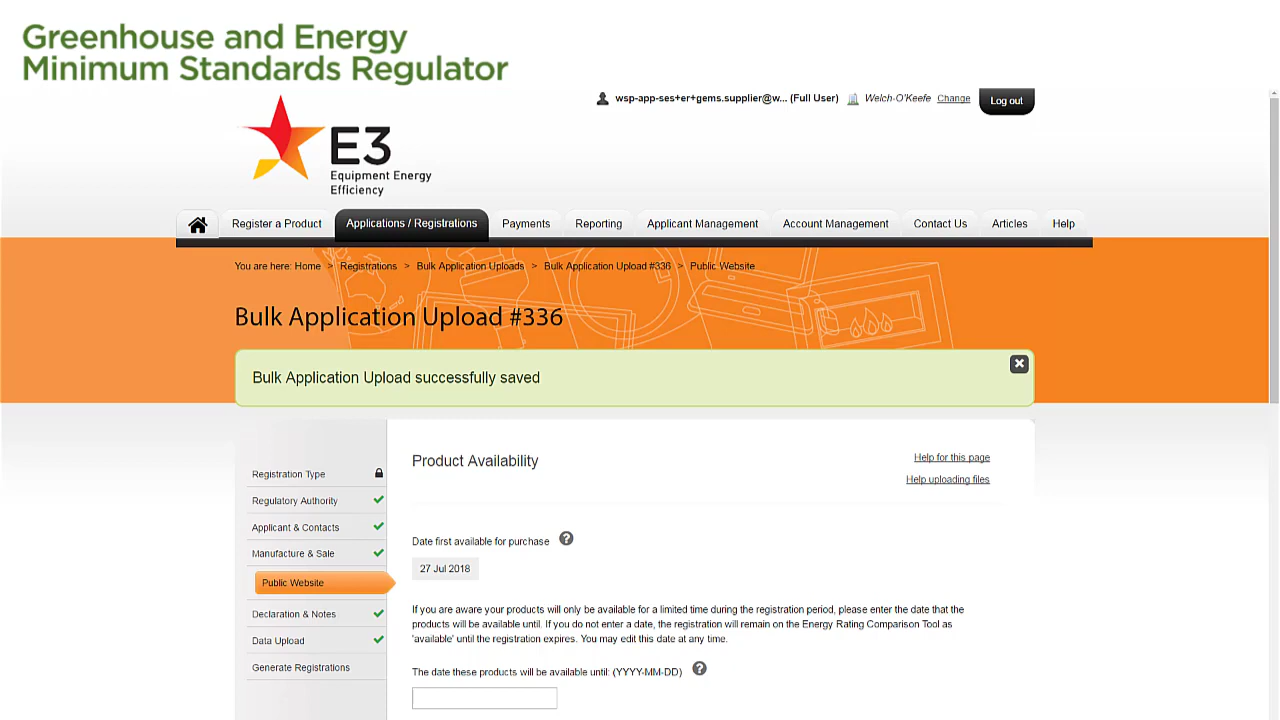 Greenhouse and Energy
Minimum Standards Regulator
wsp-app-ses+er+gems.supplier@w... (Full User) Welch-O'Keefe Change Log out
E3
Equipment Energy
Efficiency
Register a Product Applications / Registrations Payments Reporting Applicant Management Account Management Contact Us Articles Help
You are here: Home > Registrations > Bulk Application Uploads > Bulk Application Upload #336 > Public Website
Bulk Application Upload #336
Bulk Application Upload successfully saved
Product Availability
Help for this page
Help uploading files
Registration Type
Regulatory Authority
Applicant & Contacts
Manufacture & Sale
Public Website
Declaration & Notes
Data Upload
Generate Registrations
Date first available for purchase ?
27 Jul 2018
If you are aware your products will only be available for a limited time during the registration period, please enter the date that the
products will be available until. If you do not enter a date, the registration will remain on the Energy Rating Comparison Tool as
'available' until the registration expires. You may edit this date at any time.
The date these products will be available until: (YYYY-MM-DD) ?